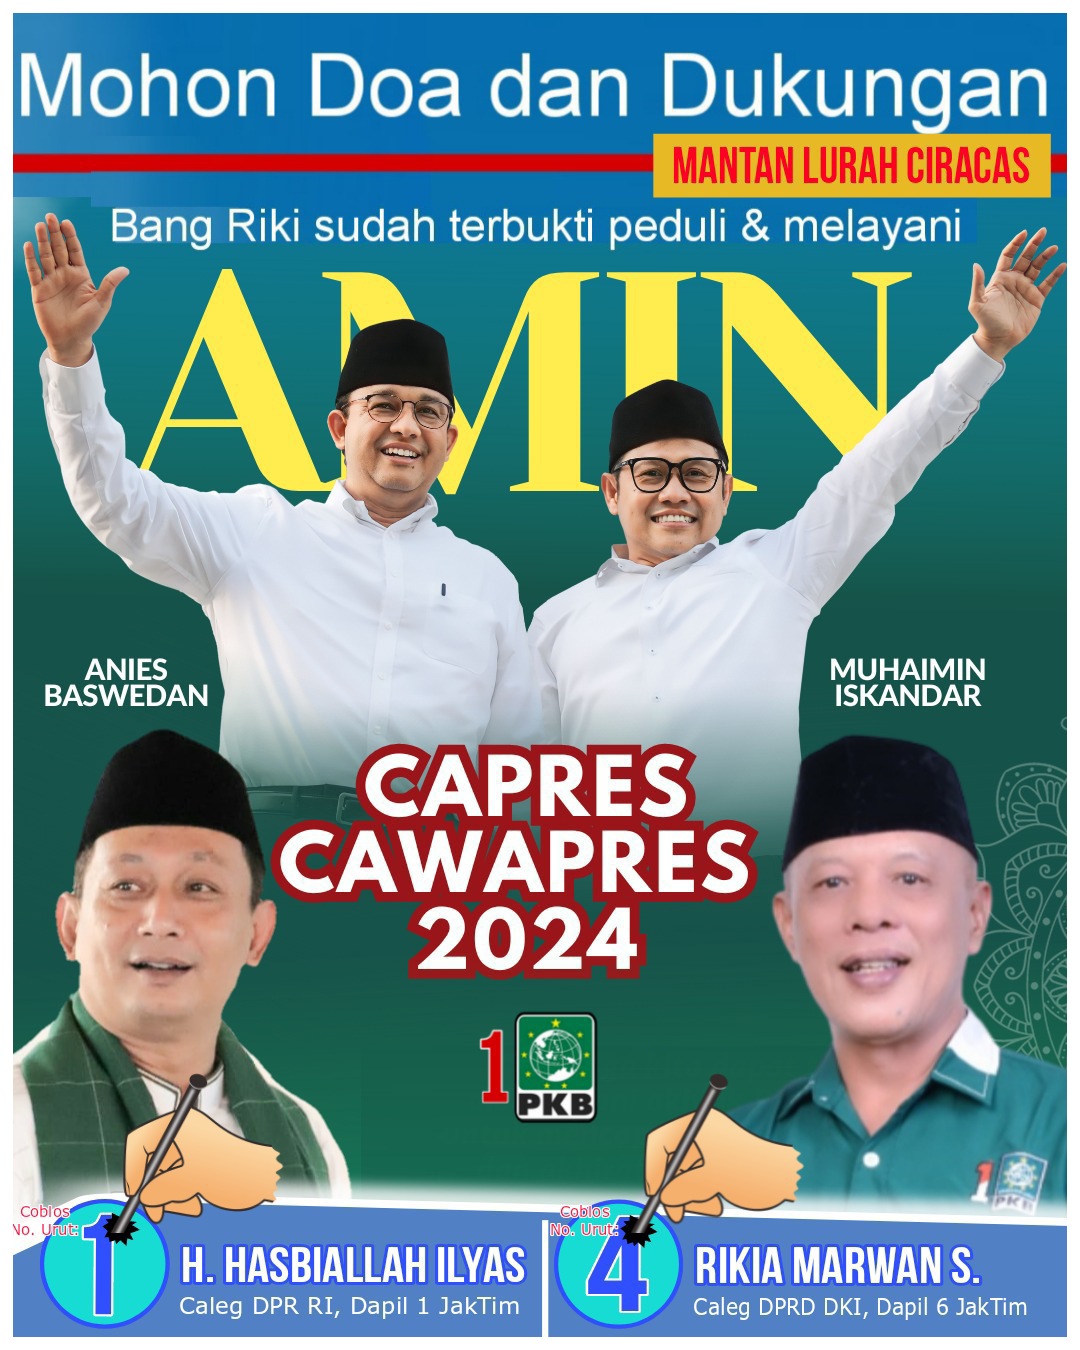 Mohon Doa dan Dukungan
MANTAN LURAH CIRACAS
Bang Riki sudah terbukti peduli & melayani
AMIN
ANIES
BASWEDAN
MUHAIMIN
ISKANDAR
CAPRES
CAWAPRES
2024
1
PKB
1
PKB
Coblos
No. Urut:
1
H. HASBIALLAH ILYAS
Caleg DPR RI, Dapil 1 JakTim
Coblos
No. Urut:
4
RIKIA MARWAN S.
Caleg DPRD DKI, Dapil 6 JakTim